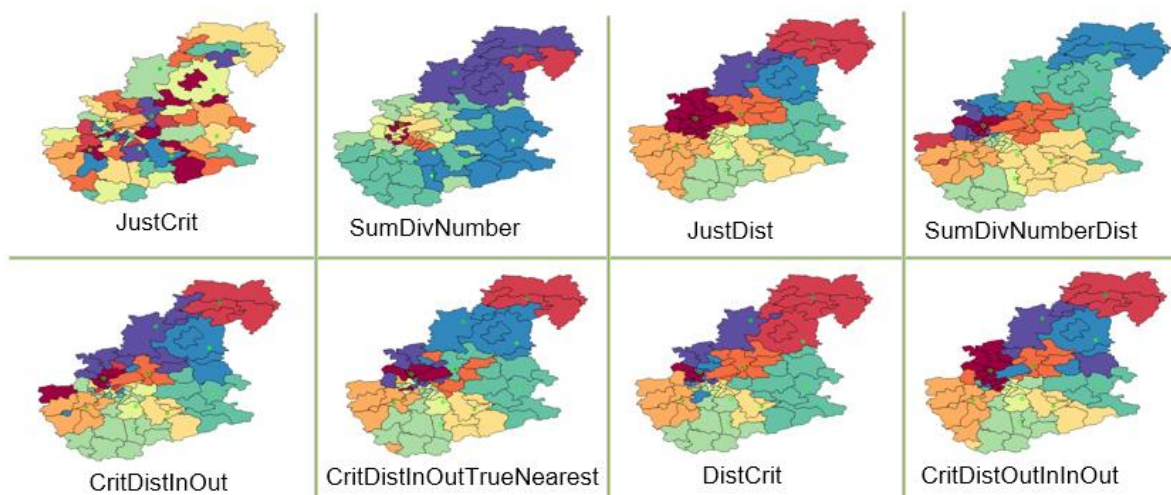 JustCrit
SumDivNumber
JustDist
SumDivNumberDist
CritDistInOut
CritDistInOutTrueNearest
DistCrit
CritDistOutInInOut